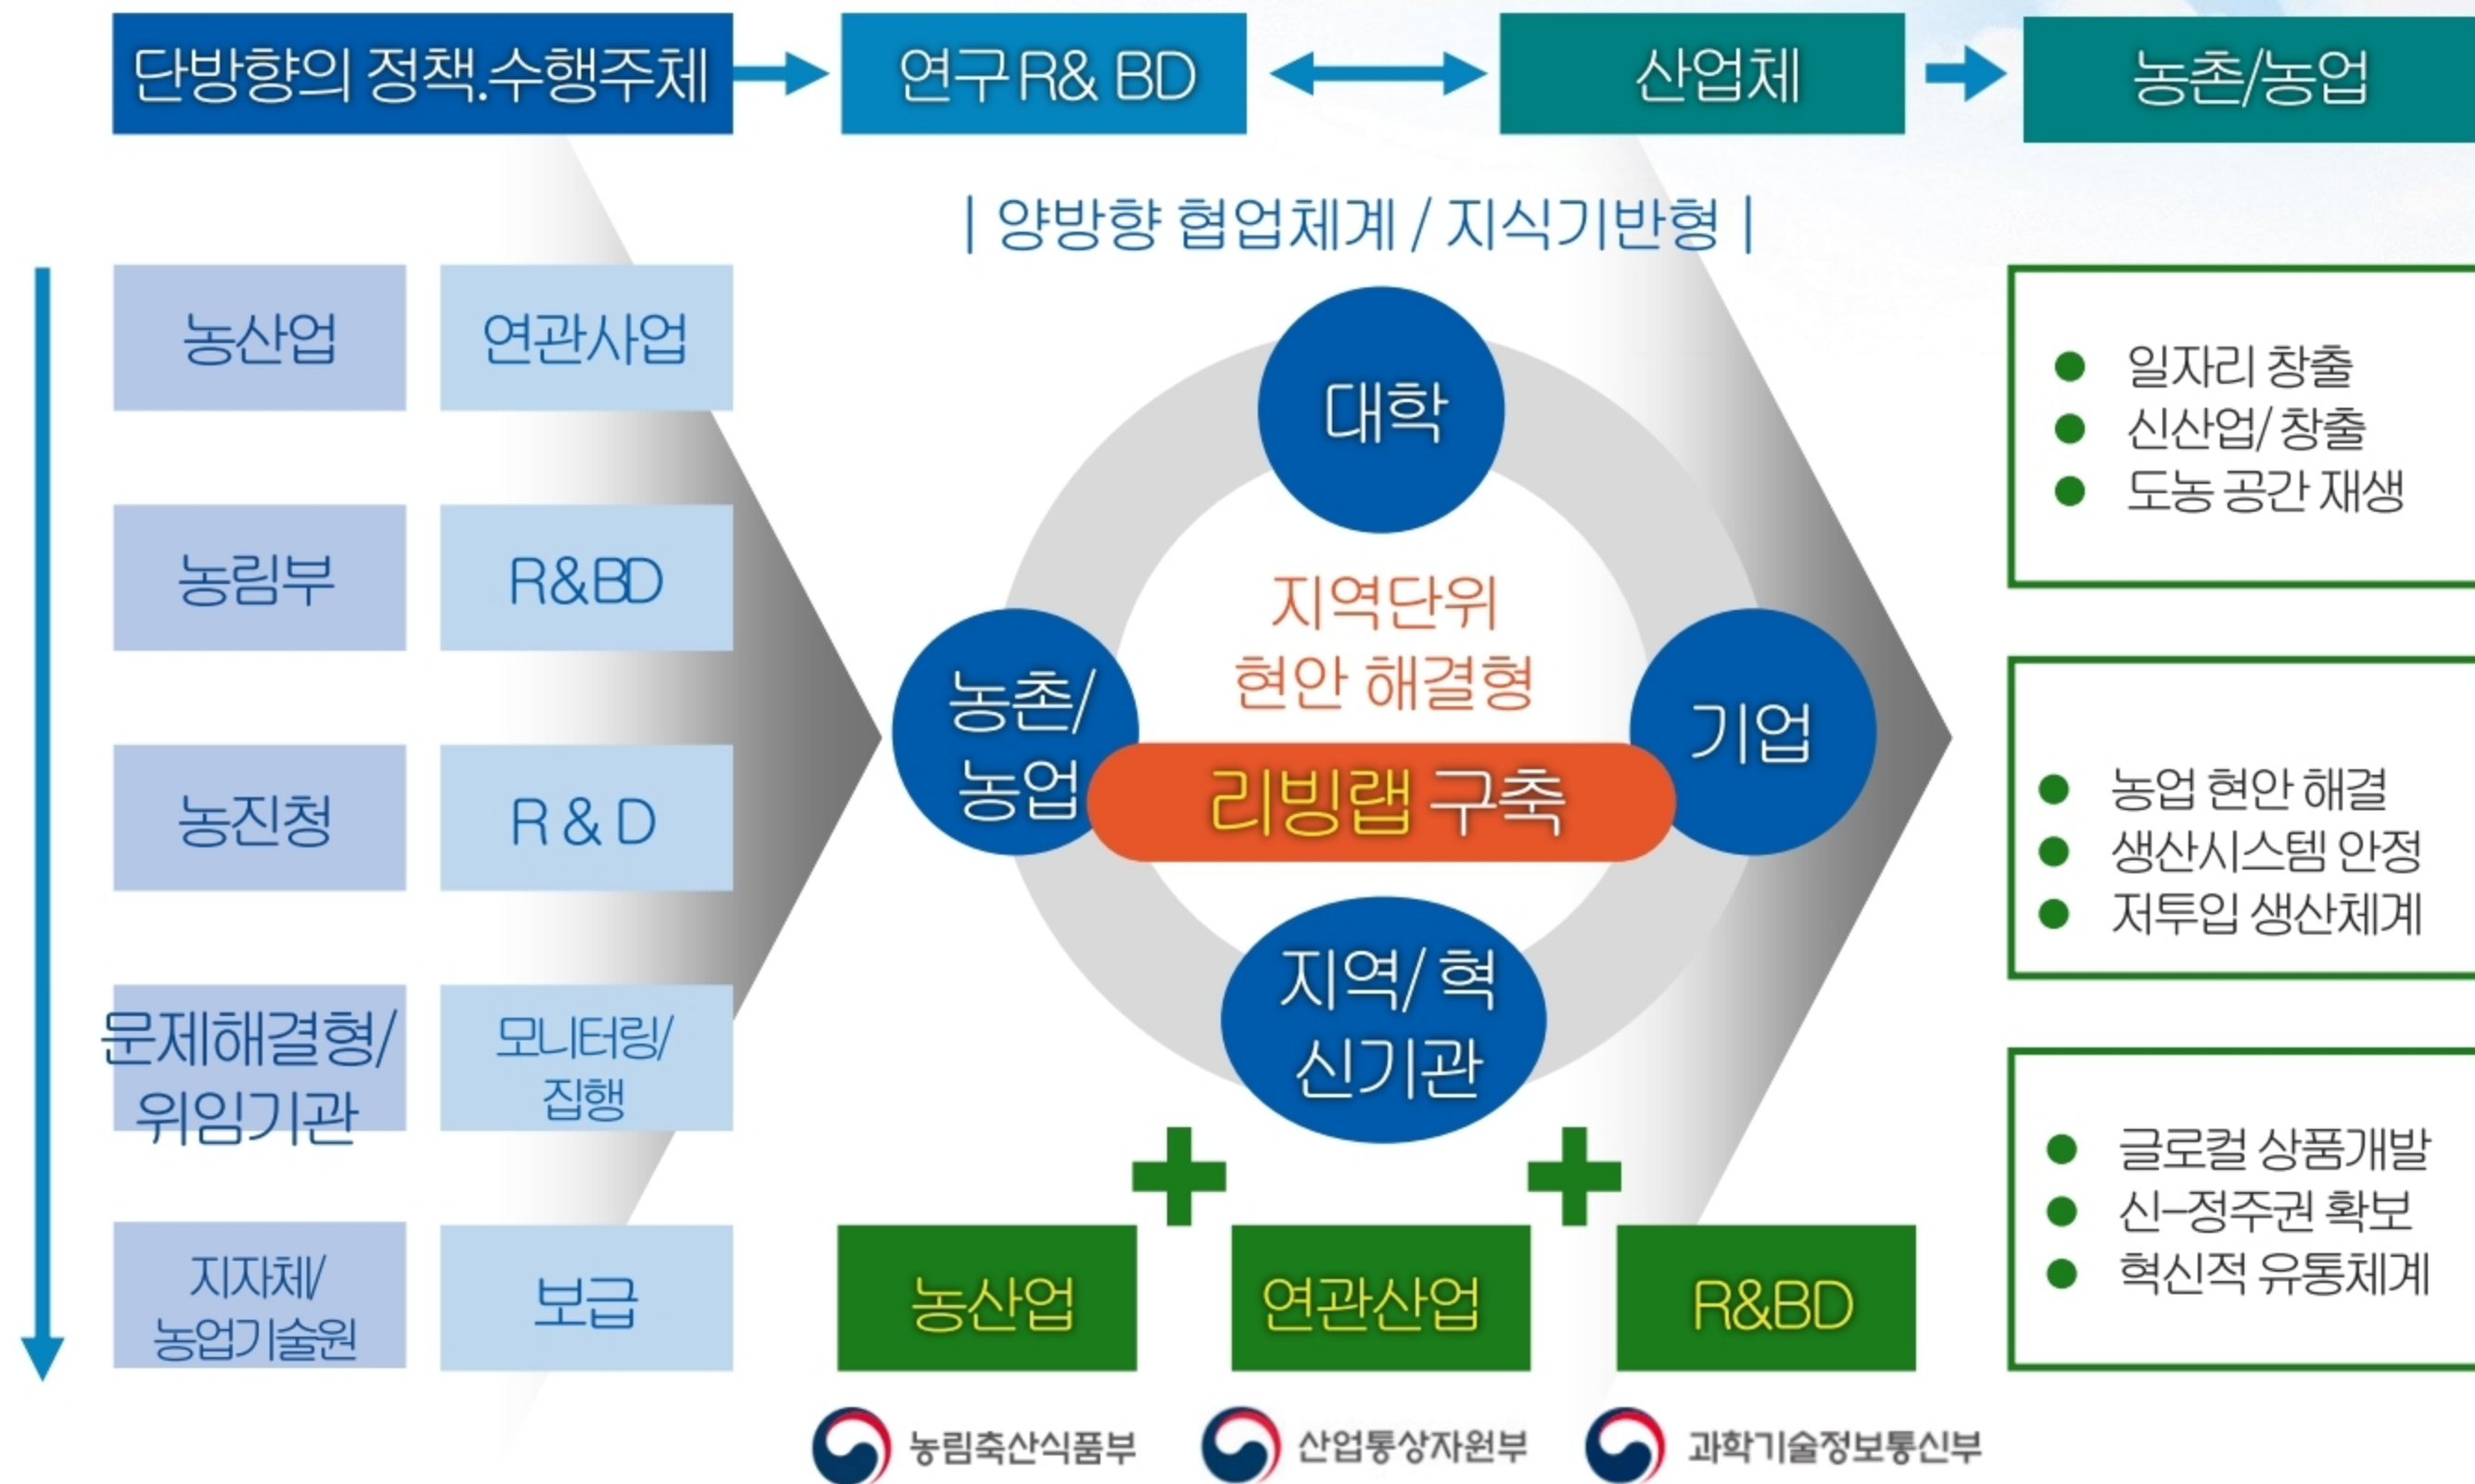 단방향의 정책.수행주체
연구 R& BD
산업체
농촌/농업
| 양방향 협업체계 / 지식기반형 |
농산업
연관사업
농림부
R&BD
농진청
R & D
문제해결형/
위임기관
모니터링/
집행
지자체/
농업기술원
보급
대학
농촌/
농업
지역단위
현안 해결형
리빙랩 구축
기업
지역/ 혁
신기관
농산업
연관산업
R&BD
농림축산식품부
산업통상자원부
과학기술정보통신부
● 일자리 창출
● 신산업/ 창출
● 도농 공간 재생
● 농업 현안 해결
● 생산시스템 안정
● 저투입 생산체계
● 글로컬 상품개발
● 신-정주권 확보
● 혁신적 유통체계